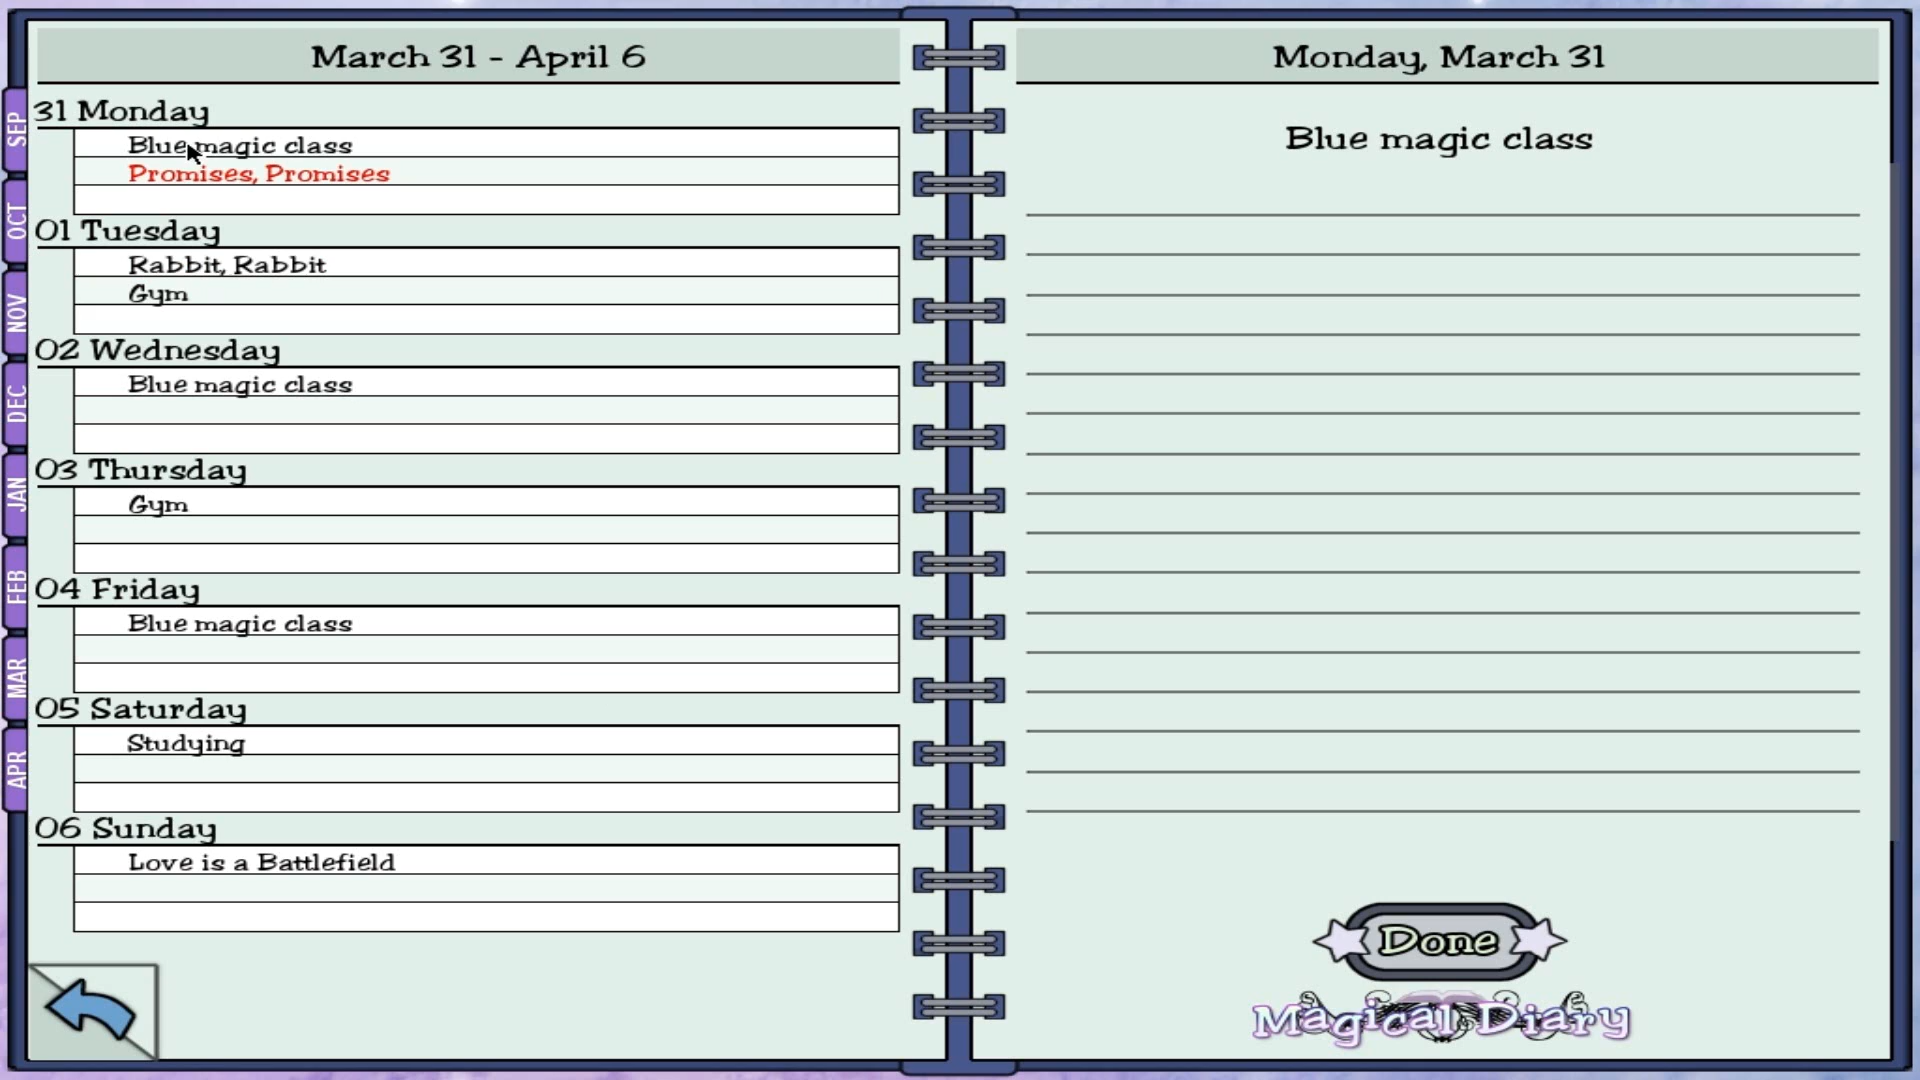 March 31 - April 6
31 Monday
Blue magic class
Promises, Promises
01 Tuesday
Rabbit, Rabbit
Gym
02 Wednesday
Blue magic class
03 Thursday
Gym
04 Friday
Blue magic class
05 Saturday
Studying
06 Sunday
Love is a Battlefield
SEP
OCT
NOV
DEC
JAN
FEB
MAR
APR
Monday, March 31
Blue magic class
Done
Magical Diary